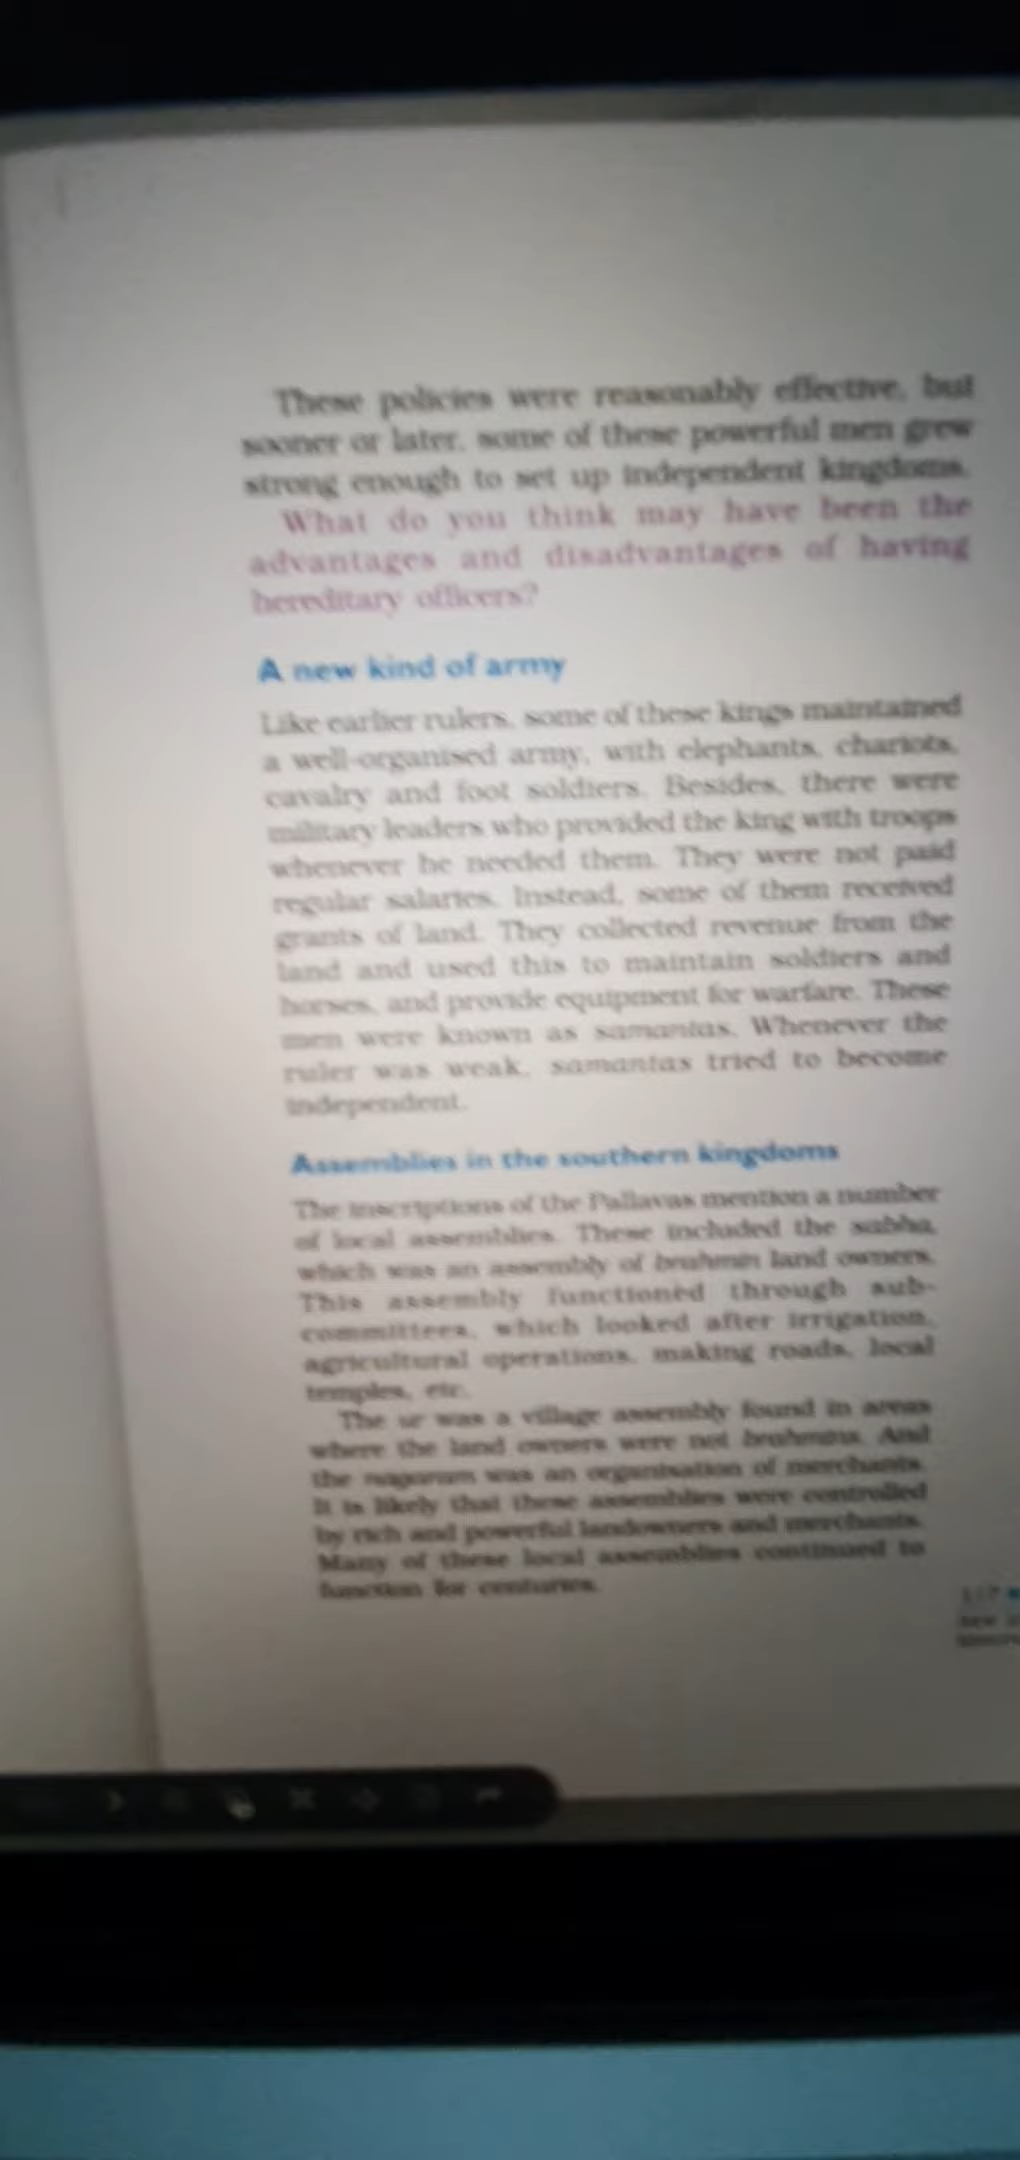 These policies were reasonably effective, but
sooner or later, some of these powerful men grew
strong enough to set up independent kingdoms.
What do you think may have been the
advantages and disadvantages of having
hereditary officers?
A new kind of army
Like earlier rulers, some of these kings maintained
a well-organised army, with elephants, chariots,
cavalry and foot soldiers. Besides, there were
military leaders who provided the king with troops
whenever he needed them. They were not paid
regular salaries. Instead, some of them received
grants of land. They collected revenue from the
land and used this to maintain soldiers and
horses, and provide equipment for warfare. These
men were known as samantas. Whenever the
ruler was weak, samantas tried to become
independent.
Assemblies in the southern kingdoms
The inscriptions of the Pallavas mention a number
of local assemblies. These included the sabha,
which was an assembly of brahmin land owners.
This assembly functioned through sub-
committees, which looked after irrigation,
agricultural operations, making roads, local
temples, etc.
The ur was a village assembly found in areas
where the land owners were not brahmins. And
the nagaram was an organisation of merchants.
It is likely that these assemblies were controlled
by rich and powerful landowners and merchants.
Many of these local assemblies continued to
function for centuries.